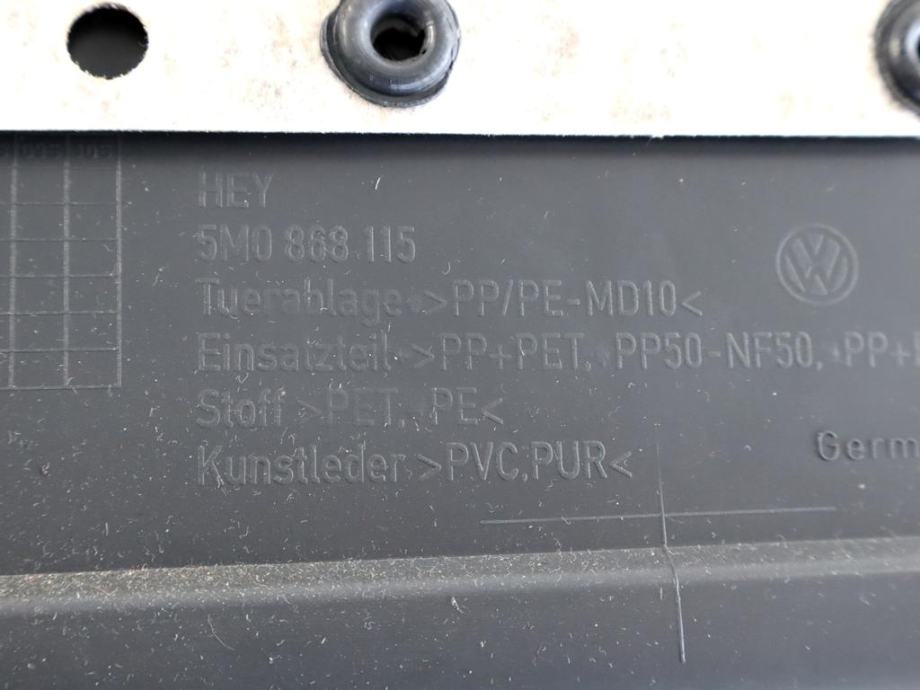 HEY
5M0 868 115
Tuerablage >PP/PE-MD10<
Einsatzteil >PP+PET, PP50-NF50, PP+
Stoff >PET, PE<
Kunstleder >PVC,PUR<
Germ